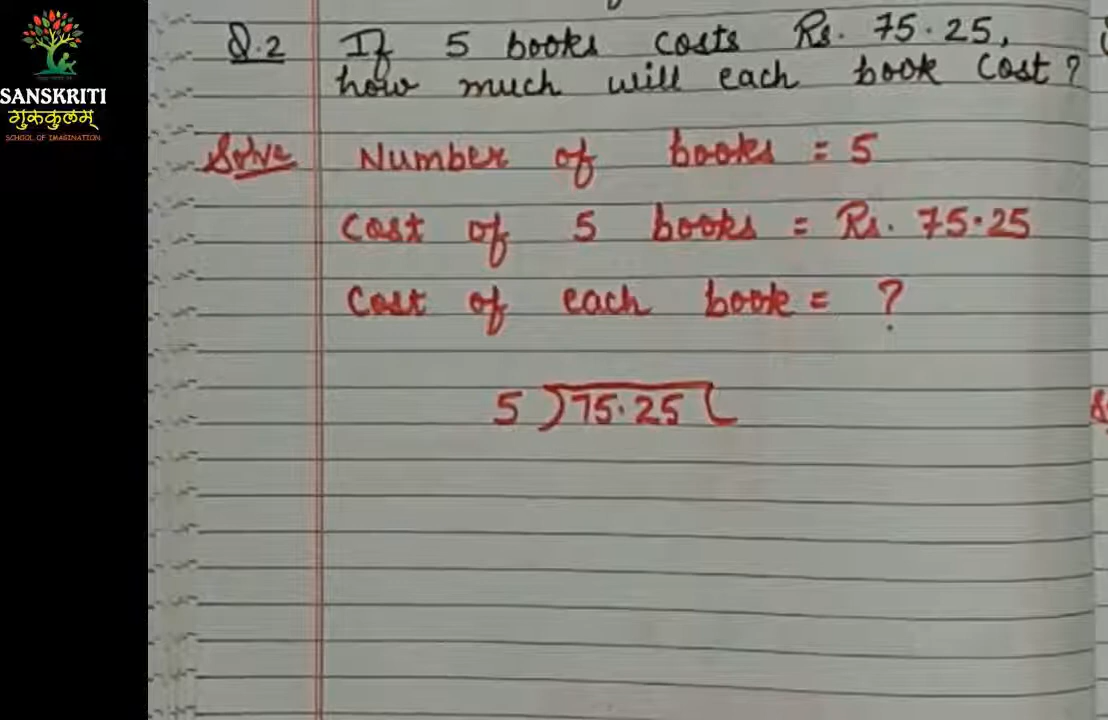 SANSKRITI
गुरुकुलम्
SCHOOL OF IMAGINATION
Q.2 If 5 books costs Rs. 75.25,
how much will each book cost?
Solve Number of books = 5
Cost of 5 books = Rs. 75.25
Cost of each book = ?
5)75.25(